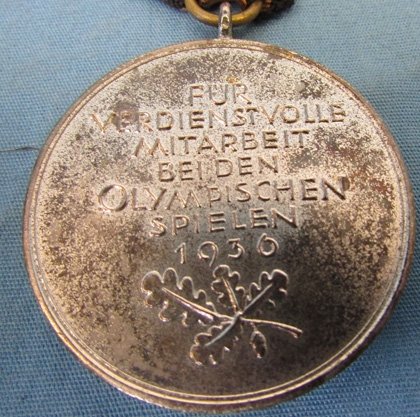 FÜR
VERDIENSTVOLLE
MITARBEIT
BEI DEN
OLYMPISCHEN
SPIELEN
1936